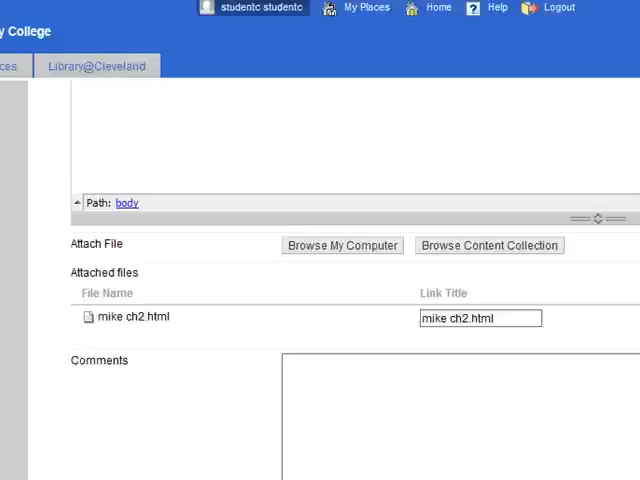 studentc studentc My Places Home Help Logout
y College
ces Library@Cleveland
Path: body
Attach File Browse My Computer Browse Content Collection
Attached files
File Name Link Title
mike ch2.html mike ch2.html
Comments